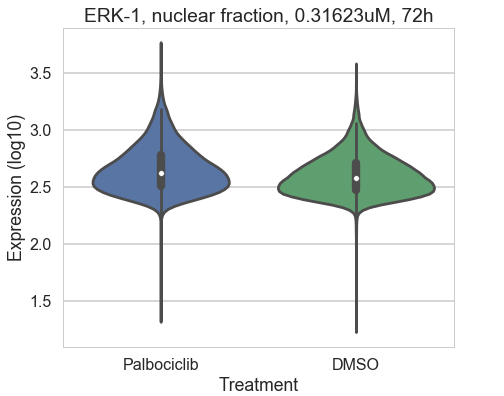 ERK-1, nuclear fraction, 0.31623uM, 72h
Expression (log10)
3.5
3.0
2.5
2.0
1.5
Palbociclib DMSO
Treatment